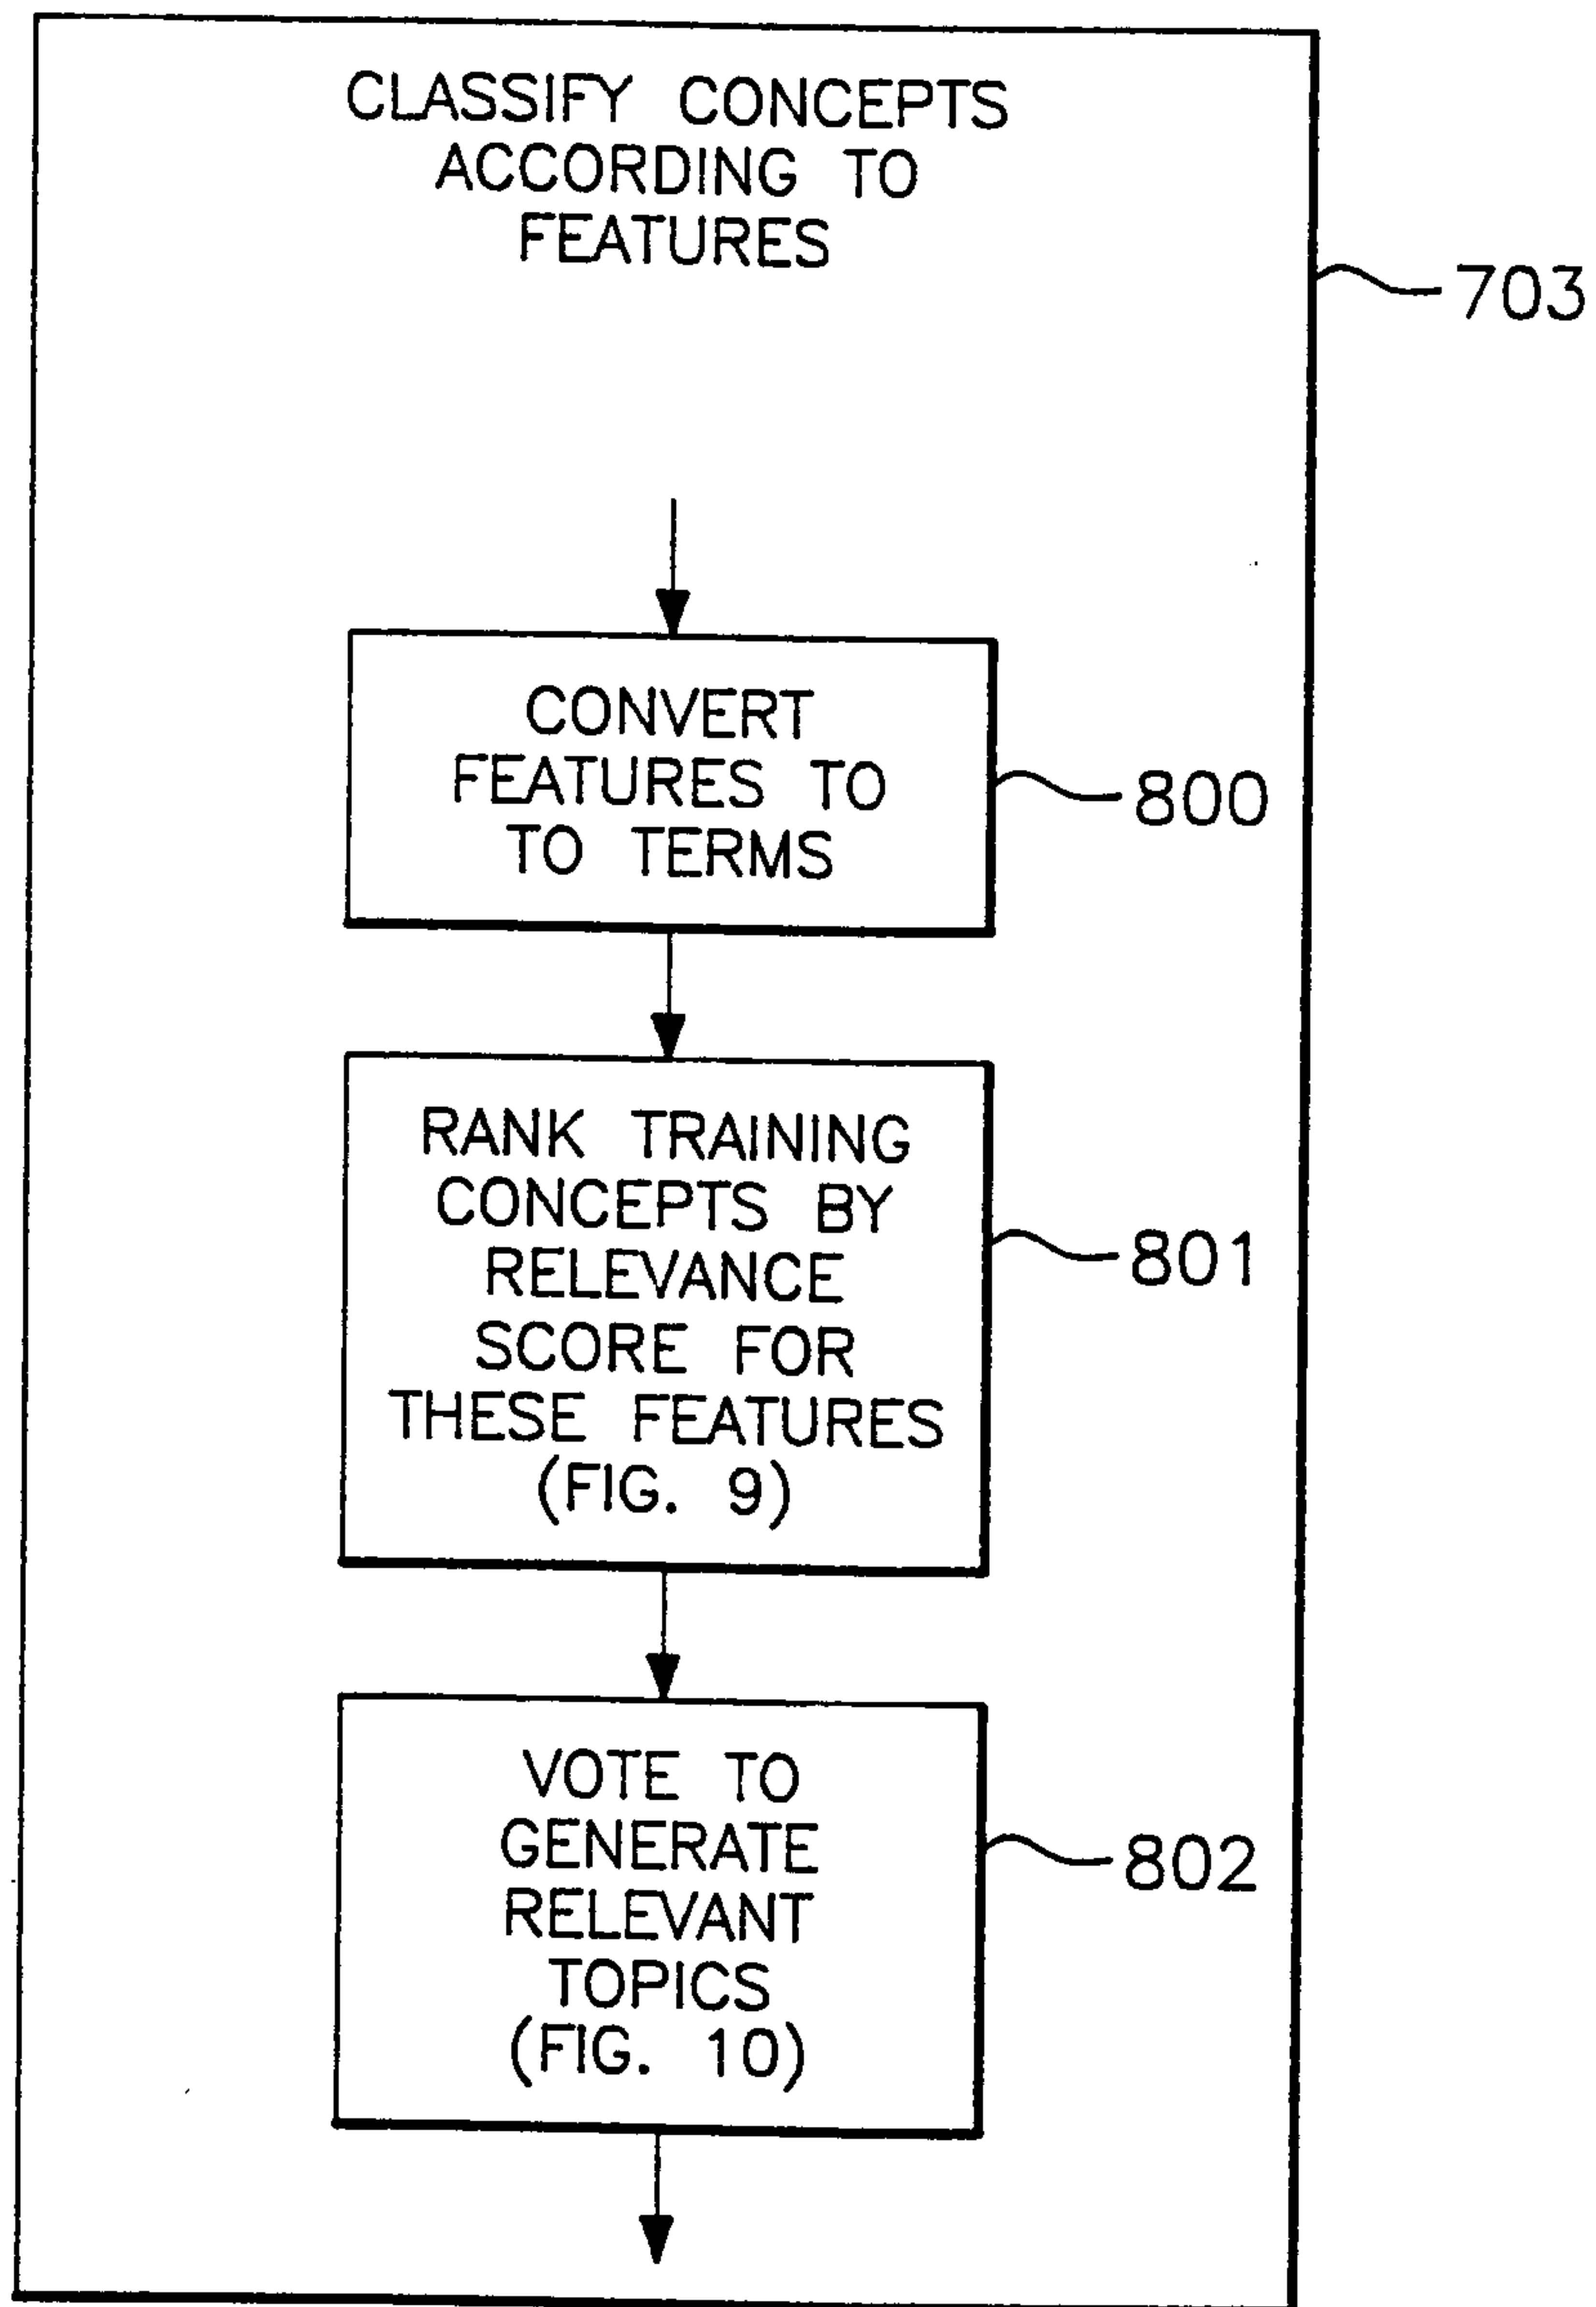 CLASSIFY CONCEPTS
ACCORDING TO
FEATURES
703
CONVERT
FEATURES TO
TO TERMS
800
RANK TRAINING
CONCEPTS BY
RELEVANCE
SCORE FOR
THESE FEATURES
(FIG. 9)
801
VOTE TO
GENERATE
RELEVANT
TOPICS
(FIG. 10)
802